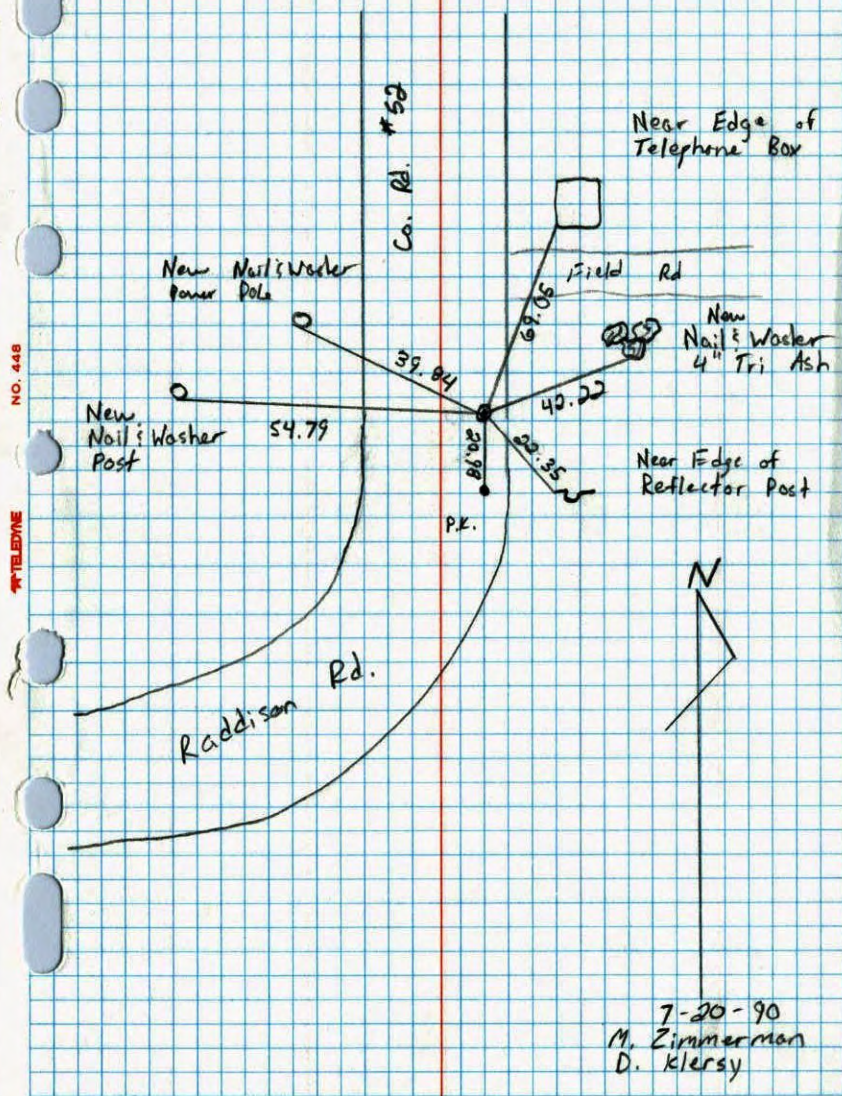 Co. Rd. #52
Near Edge of
Telephone Box
New Nail & Washer
Power Pole
Field Rd
69.05
New
Nail & Washer
4" Tri Ash
39.84
42.22
New
Nail & Washer
Post
54.79
20.98
22.35
Near Edge of
Reflector Post
P.K.
N
Raddison Rd.
7-20-90
M. Zimmerman
D. Klersy
NO. 448
TELEDYNE